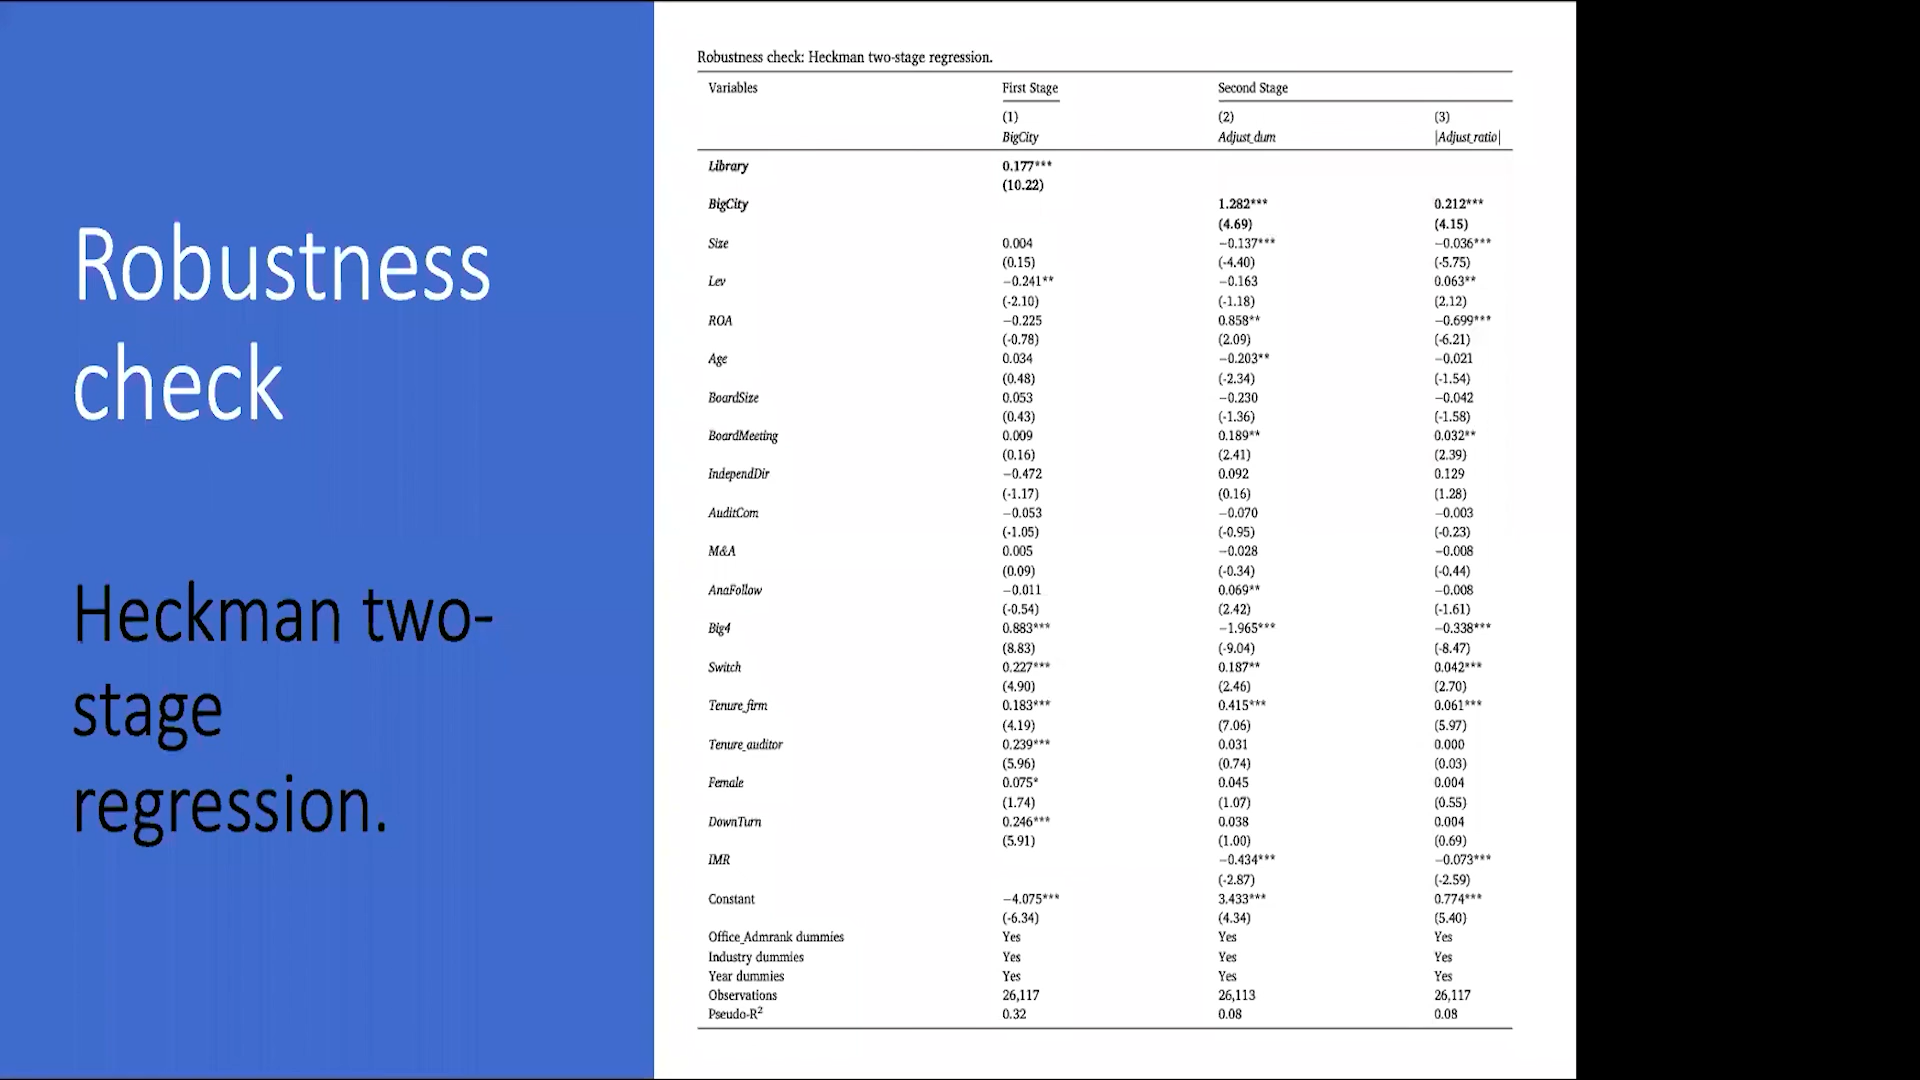 Robustness
check
Heckman two-
stage
regression.
Robustness check: Heckman two-stage regression.
Variables First Stage Second Stage
(1) (2) (3)
BigCity Adjust_dum |Adjust_ratio|
Library 0.177***
(10.22)
BigCity 1.282*** 0.212***
(4.69) (4.15)
Size 0.004 −0.137*** −0.036***
(0.15) (-4.40) (-5.75)
Lev −0.241** −0.163 0.063**
(-2.10) (-1.18) (2.12)
ROA −0.225 0.858** −0.699***
(-0.78) (2.09) (-6.21)
Age 0.034 −0.203** −0.021
(0.48) (-2.34) (-1.54)
BoardSize 0.053 −0.230 −0.042
(0.43) (-1.36) (-1.58)
BoardMeeting 0.009 0.189** 0.032**
(0.16) (2.41) (2.39)
IndependDir −0.472 0.092 0.129
(-1.17) (0.16) (1.28)
AuditCom −0.053 −0.070 −0.003
(-1.05) (-0.95) (-0.23)
M&A 0.005 −0.028 −0.008
(0.09) (-0.34) (-0.44)
AnaFollow −0.011 0.069** −0.008
(-0.54) (2.42) (-1.61)
Big4 0.883*** −1.965*** −0.338***
(8.83) (-9.04) (-8.47)
Switch 0.227*** 0.187** 0.042***
(4.90) (2.46) (2.70)
Tenure_firm 0.183*** 0.415*** 0.061***
(4.19) (7.06) (5.97)
Tenure_auditor 0.239*** 0.031 0.000
(5.96) (0.74) (0.03)
Female 0.075* 0.045 0.004
(1.74) (1.07) (0.55)
DownTurn 0.246*** 0.038 0.004
(5.91) (1.00) (0.69)
IMR −0.434*** −0.073***
(-2.87) (-2.59)
Constant −4.075*** 3.433*** 0.774***
(-6.34) (4.34) (5.40)
Office_Admrank dummies Yes Yes Yes
Industry dummies Yes Yes Yes
Year dummies Yes Yes Yes
Observations 26,117 26,113 26,117
Pseudo-R² 0.32 0.08 0.08